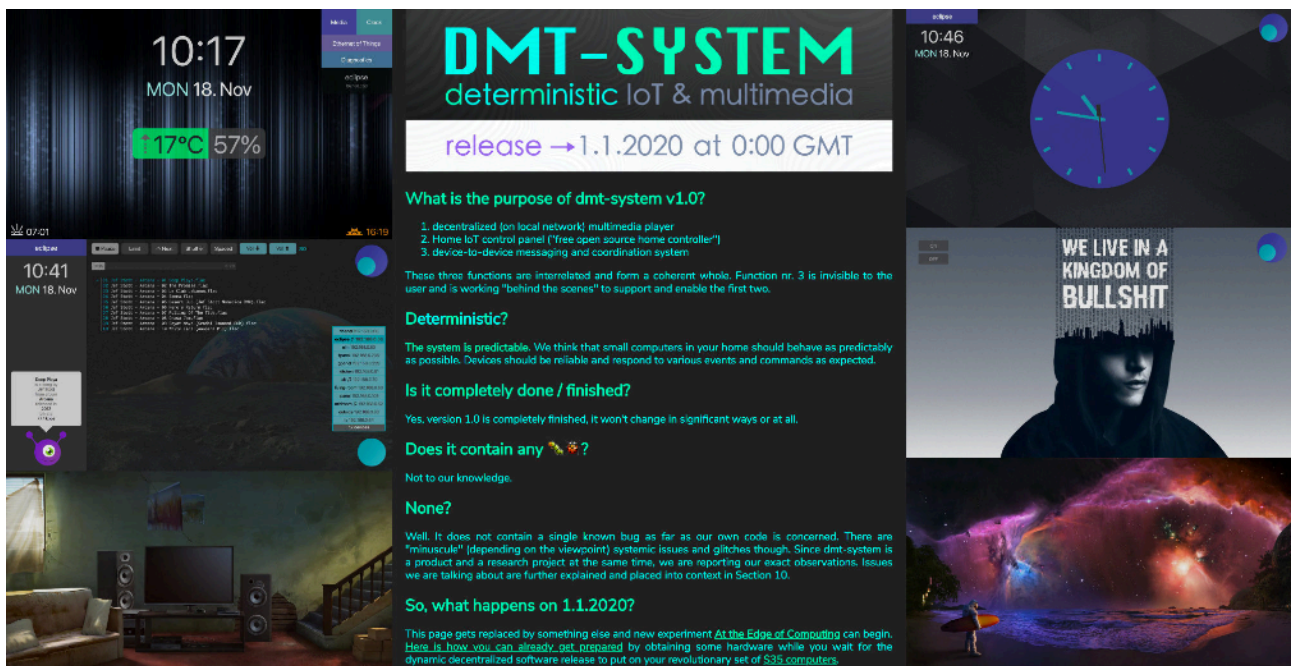 10:17
MON 18. Nov
17°C 57%
07:01
16:19
Media
Clock
Ethernet of Things
Diagnostics
eclipse
eclipse
10:41
MON 18. Nov
DMT-SYSTEM
deterministic IoT & multimedia
release →1.1.2020 at 0:00 GMT
What is the purpose of dmt-system v1.0?
1. decentralized (on local network) multimedia player
2. Home IoT control panel ("free open source home controller")
3. device-to-device messaging and coordination system
These three functions are interrelated and form a coherent whole. Function nr. 3 is invisible to the
user and is working "behind the scenes" to support and enable the first two.
Deterministic?
The system is predictable. We think that small computers in your home should behave as predictably
as possible. Devices should be reliable and respond to various events and commands as expected.
Is it completely done / finished?
Yes, version 1.0 is completely finished, it won't change in significant ways or at all.
Does it contain any 🐛🐞?
Not to our knowledge.
None?
Well. It does not contain a single known bug as far as our own code is concerned. There are
"minuscule" (depending on the viewpoint) systemic issues and glitches though. Since dmt-system is
a product and a research project at the same time, we are reporting our exact observations. Issues
we are talking about are further explained and placed into context in Section 10.
So, what happens on 1.1.2020?
This page gets replaced by something else and new experiment At the Edge of Computing can begin.
Here is how you can already get prepared by obtaining some hardware while you wait for the
dynamic decentralized software release to put on your revolutionary set of $35 computers.
eclipse
10:46
MON 18. Nov
WE LIVE IN A
KINGDOM OF
BULLSHIT